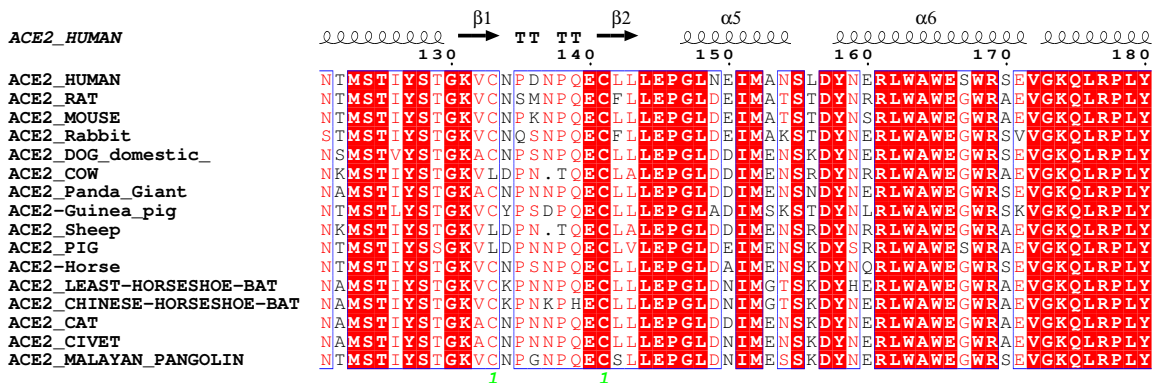 β1 β2 α5 α6
ACE2_HUMAN TT TT
130 140 150 160 170 180
ACE2_HUMAN NTMSTIYSTGKVCNPDNPQECLLLEPGLNEIMANSLDYNERLWAWESWRSEVGKQLRPLY
ACE2_RAT NTMSTIYSTGKVCNSMNPQECFLLEPGLDEIMATSTDYNRRLWAWEGWRAEVGKQLRPLY
ACE2_MOUSE NTMSTIYSTGKVCNPKNPQECLLLEPGLDEIMATSTDYNSRLWAWEGWRAEVGKQLRPLY
ACE2_Rabbit STMSTIYSTGKVCNQSNPQECFLLEPGLDEIMAKSTDYNERLWAWEGWRSVVGKQLRPLY
ACE2_DOG_domestic_ NSMSTVYSTGKACNPSNPQECLLLEPGLDDIMENSKDYNERLWAWEGWRSEVGKQLRPLY
ACE2_COW NKMSTIYSTGKVLDPN.TQECLALEPGLDDIMENSRDYNRRLWAWEGWRAEVGKQLRPLY
ACE2_Panda_Giant NAMSTIYSTGKACNPNNPQECLLLEPGLDDIMENSNDYNERLWAWEGWRSEVGKQLRPLY
ACE2-Guinea_pig NTMSTLYSTGKVCYPSDPQECLLLEPGLADIMSKSTDYNLRLWAWEGWRSKVGKQLRPLY
ACE2_Sheep NKMSTIYSTGKVLDPN.TQECLALEPGLDDIMENSRDYNRRLWAWEGWRAEVGKQLRPLY
ACE2_PIG NTMSTIYSSGKVLDPNNPQECLVLEPGLDEIMENSKDYSRRLWAWESWRAEVGKQLRPLY
ACE2-Horse NTMSTIYSTGKVCNPSNPQECLLLEPGLDAIMENSKDYNQRLWAWEGWRAEVGKQLRPLY
ACE2_LEAST-HORSESHOE-BAT NAMSTIYSTGKVCKPNNPQECLLLEPGLDNIMGTSKDYHERLWAWEGWRAEVGKQLRPLY
ACE2_CHINESE-HORSESHOE-BAT NAMSTIYSTGKVCKPNKPHECLLLEPGLDNIMGTSKDYNERLWAWEGWRAEVGKQLRPLY
ACE2_CAT NAMSTIYSTGKACNPNNPQECLLLEPGLDDIMENSKDYNERLWAWEGWRAEVGKQLRPLY
ACE2_CIVET NAMSTIYSTGKACNPNNPQECLLLEPGLDNIMENSKDYNERLWAWEGWRAEVGKQLRPLY
ACE2_MALAYAN_PANGOLIN NTMSTIYSTGKVCNPGNPQECSLLEPGLDNIMESSKDYNERLWAWEGWRSEVGKQLRPLY
1 1